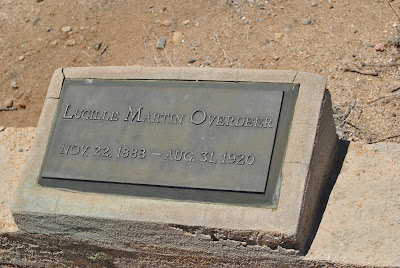 Lucille Martin Overdeer
Nov. 22, 1883 – Aug. 31, 1920